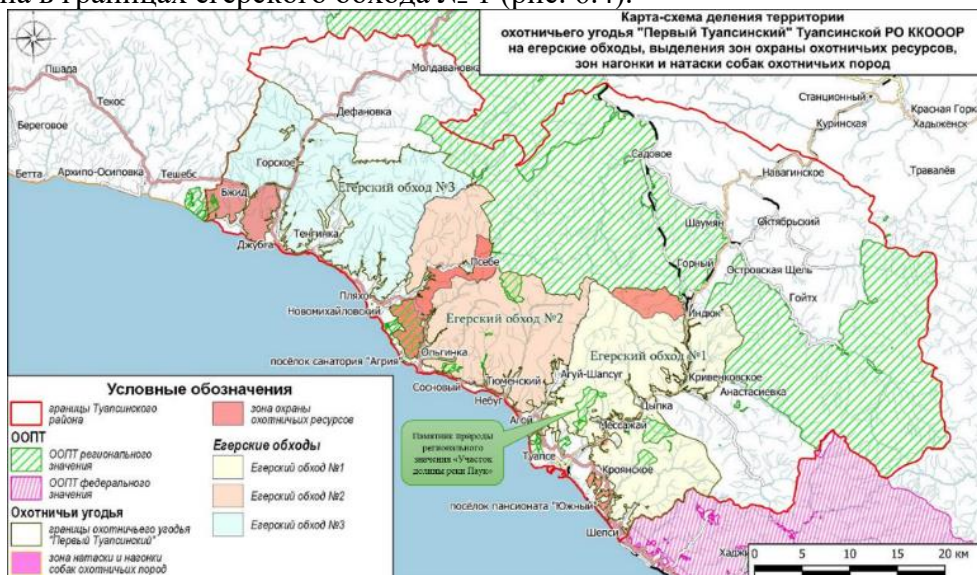 на в границах егерского обхода № 1 (рис. 6.4).
Карта-схема деления территории
охотничьего угодья "Первый Туапсинский" Туапсинской РО ККОООР
на егерские обходы, выделения зон охраны охотничьих ресурсов,
зон нагонки и натаски собак охотничьих пород
Пшада
Молдавановка
Станционный
Красная Горка
Текос
Дефановка
Куринская
Хадыженск
Береговое
Садовое
Навагинское
Травалёв
Бетта
Архипо-Осиповка
Тешебс
Горское
Егерский обход №3
Бжид
Шаумян
Октябрьский
Джубга
Тенгинка
Псебе
Горный
Островская Щель
Гойтх
Пляхо
Новомихайловский
Индюк
Егерский обход №2
Егерский обход №1
посёлок санатория "Агрия"
Ольгинка
Агуй-Шапсуг
Кривенковское
Сосновый
Тюменский
Небуг
Анастасиевка
Цыпка
Агой
Мессажай
Памятник природы
регионального
значения «Участок
долины реки Паук»
Туапсе
Кроянское
посёлок пансионата "Южный"
Шепси
Условные обозначения
границы Туапсинского
района
ООПТ
ООПТ регионального
значения
ООПТ федерального
значения
Охотничьи угодья
границы охотничьего угодья
"Первый Туапсинский"
зона натаски и нагонки
собак охотничьих пород
зона охраны
охотничьих ресурсов
Егерские обходы
Егерский обход №1
Егерский обход №2
Егерский обход №3
0 5 10 15 20 км